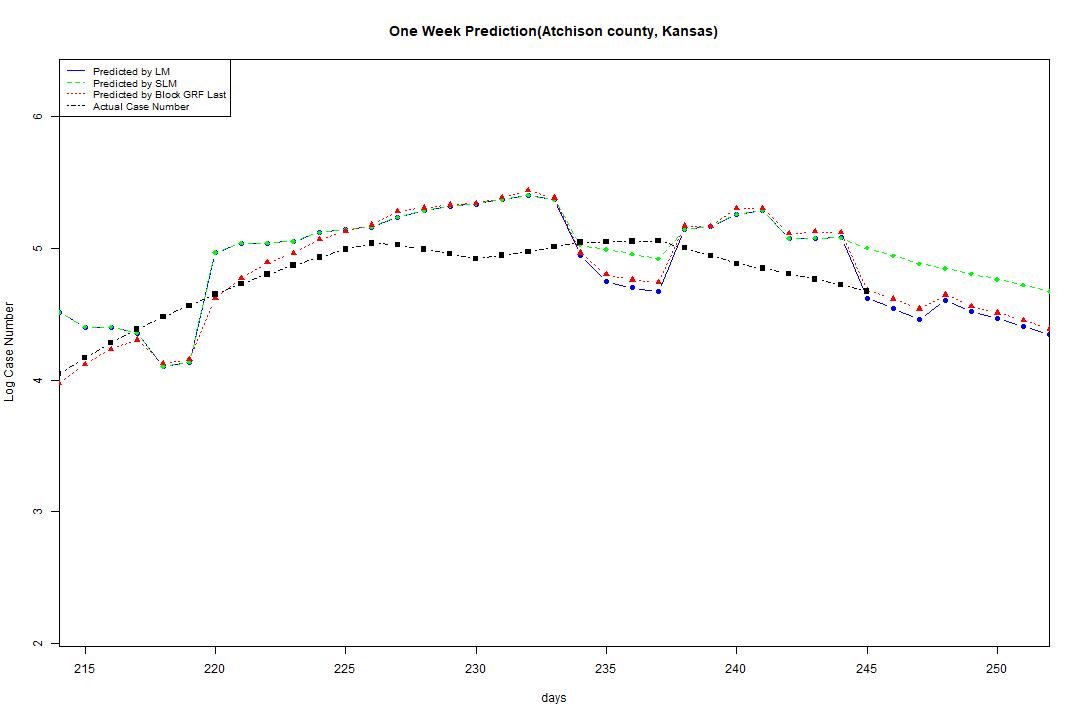 One Week Prediction(Atchison county, Kansas)
Predicted by LM
Predicted by SLM
Predicted by Block GRF Last
Actual Case Number
6
5
4
3
2
Log Case Number
215 220 225 230 235 240 245 250
days